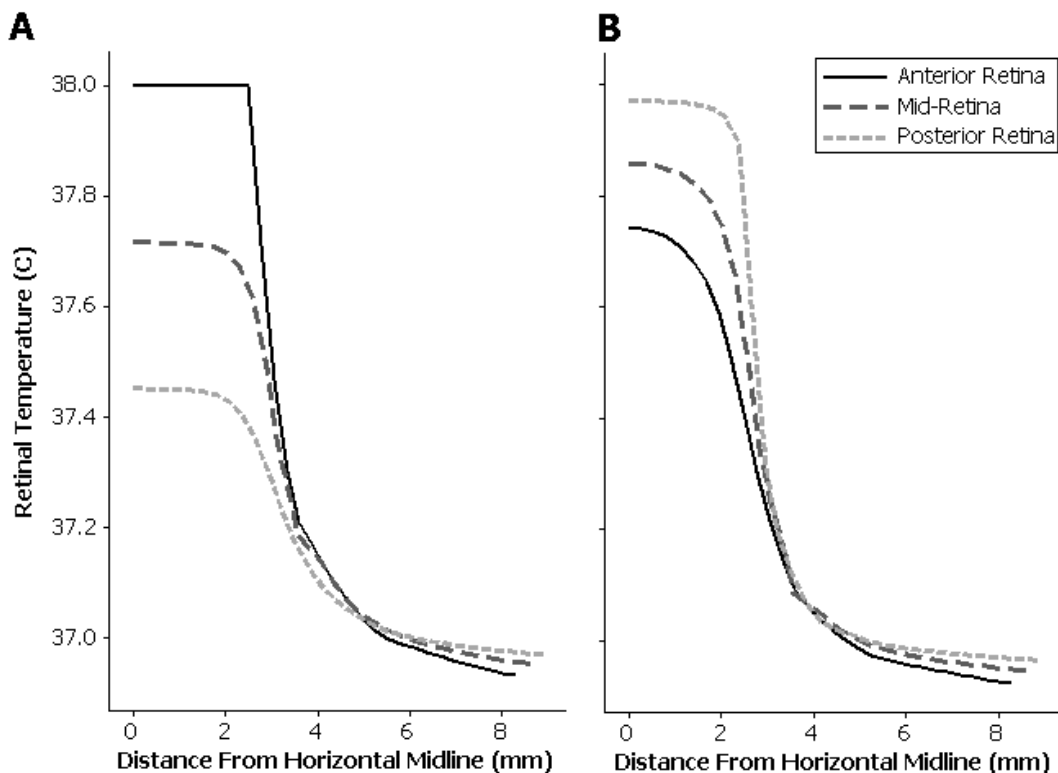 A
B
Anterior Retina
Mid-Retina
Posterior Retina
Retinal Temperature (C)
38.0
37.8
37.6
37.4
37.2
37.0
0 2 4 6 8
0 2 4 6 8
Distance From Horizontal Midline (mm)
Distance From Horizontal Midline (mm)